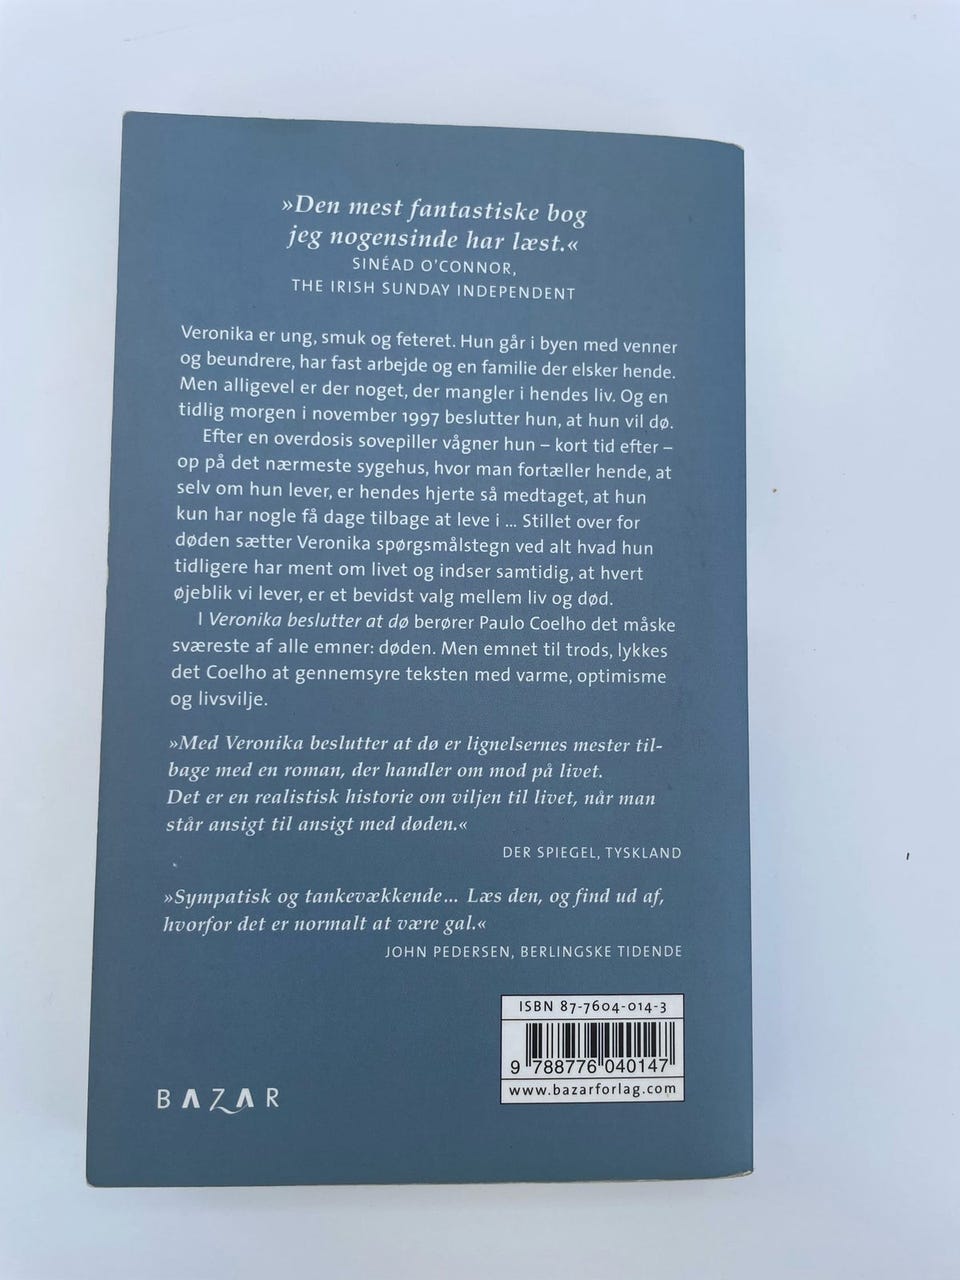 »Den mest fantastiske bog
jeg nogensinde har læst.«
SINÉAD O'CONNOR,
THE IRISH SUNDAY INDEPENDENT
Veronika er ung, smuk og feteret. Hun går i byen med venner
og beundrere, har fast arbejde og en familie der elsker hende.
Men alligevel er der noget, der mangler i hendes liv. Og en
tidlig morgen i november 1997 beslutter hun, at hun vil dø.
Efter en overdosis sovepiller vågner hun – kort tid efter –
op på det nærmeste sygehus, hvor man fortæller hende, at
selv om hun lever, er hendes hjerte så medtaget, at hun
kun har nogle få dage tilbage at leve i ... Stillet over for
døden sætter Veronika spørgsmålstegn ved alt hvad hun
tidligere har ment om livet og indser samtidig, at hvert
øjeblik vi lever, er et bevidst valg mellem liv og død.
I Veronika beslutter at dø berører Paulo Coelho det måske
sværeste af alle emner: døden. Men emnet til trods, lykkes
det Coelho at gennemsyre teksten med varme, optimisme
og livsvilje.
»Med Veronika beslutter at dø er lignelsernes mester til-
bage med en roman, der handler om mod på livet.
Det er en realistisk historie om viljen til livet, når man
står ansigt til ansigt med døden.«
DER SPIEGEL, TYSKLAND
»Sympatisk og tankevækkende... Læs den, og find ud af,
hvorfor det er normalt at være gal.«
JOHN PEDERSEN, BERLINGSKE TIDENDE
ISBN 87-7604-014-3
9 788776 040147
www.bazarforlag.com
BAZAR